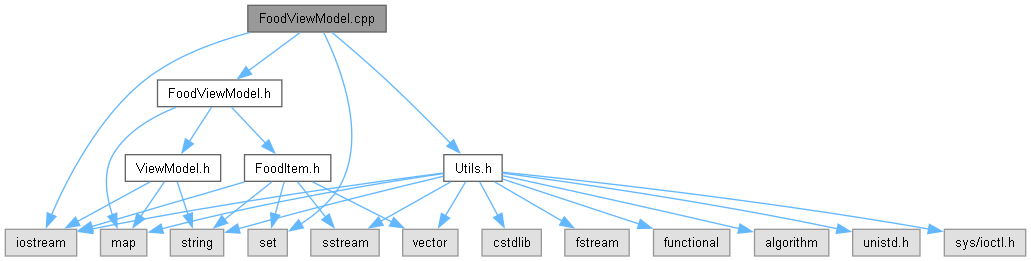 FoodViewModel.cpp
FoodViewModel.h
ViewModel.h
FoodItem.h
Utils.h
iostream
map
string
set
sstream
vector
cstdlib
fstream
functional
algorithm
unistd.h
sys/ioctl.h